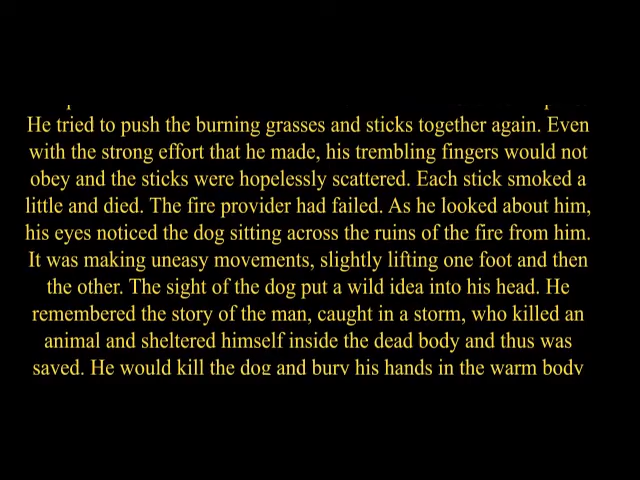 He tried to push the burning grasses and sticks together again. Even
with the strong effort that he made, his trembling fingers would not
obey and the sticks were hopelessly scattered. Each stick smoked a
little and died. The fire provider had failed. As he looked about him,
his eyes noticed the dog sitting across the ruins of the fire from him.
It was making uneasy movements, slightly lifting one foot and then
the other. The sight of the dog put a wild idea into his head. He
remembered the story of the man, caught in a storm, who killed an
animal and sheltered himself inside the dead body and thus was
saved. He would kill the dog and bury his hands in the warm body